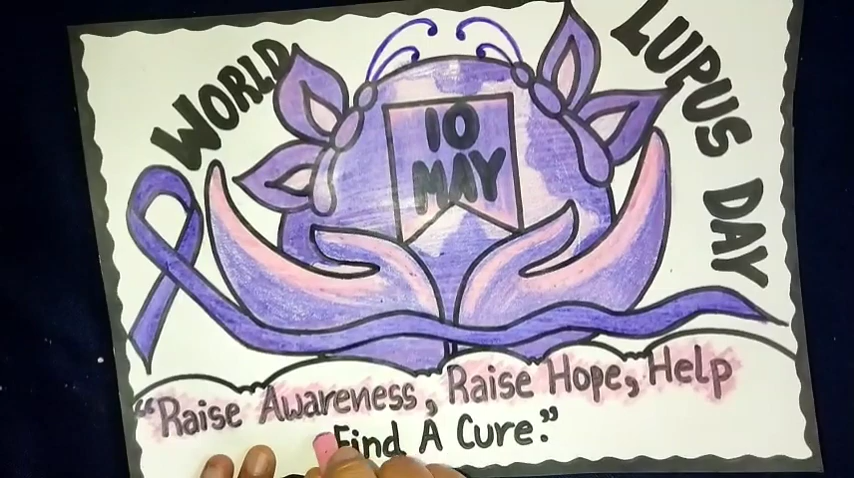 WORLD
LUPUS DAY
10
MAY
"Raise Awareness, Raise Hope, Help
Find A Cure."